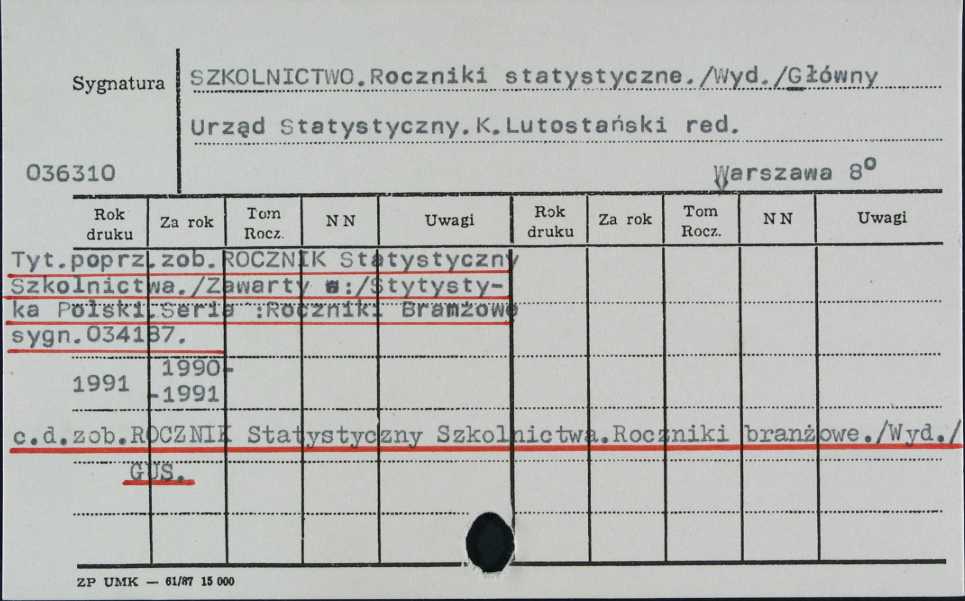 Sygnatura
SZKOLNICTWO.Roczniki statystyczne./Wyd./Główny
Urząd Statystyczny.K.Lutostański red.
036310
Warszawa 8º
Rok druku Za rok Tom Rocz. N N Uwagi Rok druku Za rok Tom Rocz. N N Uwagi
Tyt.poprz.zob.ROCZNIK Statystyczny
Szkolnictwa./Zawarty w:/Stytysty-
ka Polski.Seria :Roczniki Branżowe
sygn.034187.
1991 1990-
-1991
c.d.zob.ROCZNIK Statystyczny Szkolnictwa.Roczniki branżowe./Wyd./
GUS.
ZP UMK — 61/87 15 000